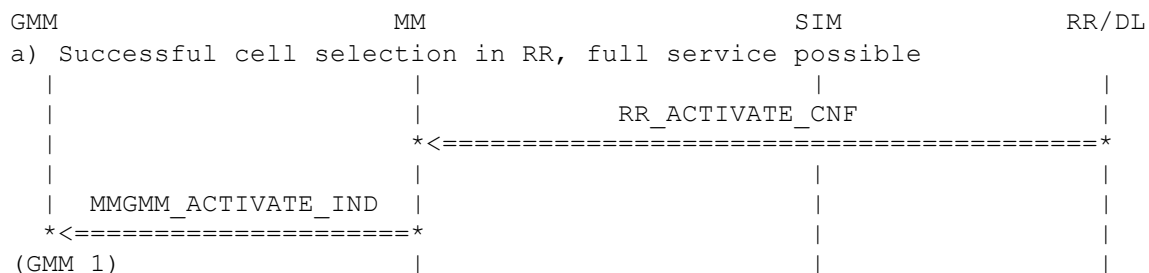 GMM                    MM                       SIM               RR/DL
a) Successful cell selection in RR, full service possible
  |                      |                        |                 |
  |                      |            RR_ACTIVATE_CNF               |
  |                      *<=========================================*
  |                      |                        |                 |
  |  MMGMM_ACTIVATE_IND  |                        |                 |
  *<=====================*                        |                 |
(GMM 1)                  |                        |                 |